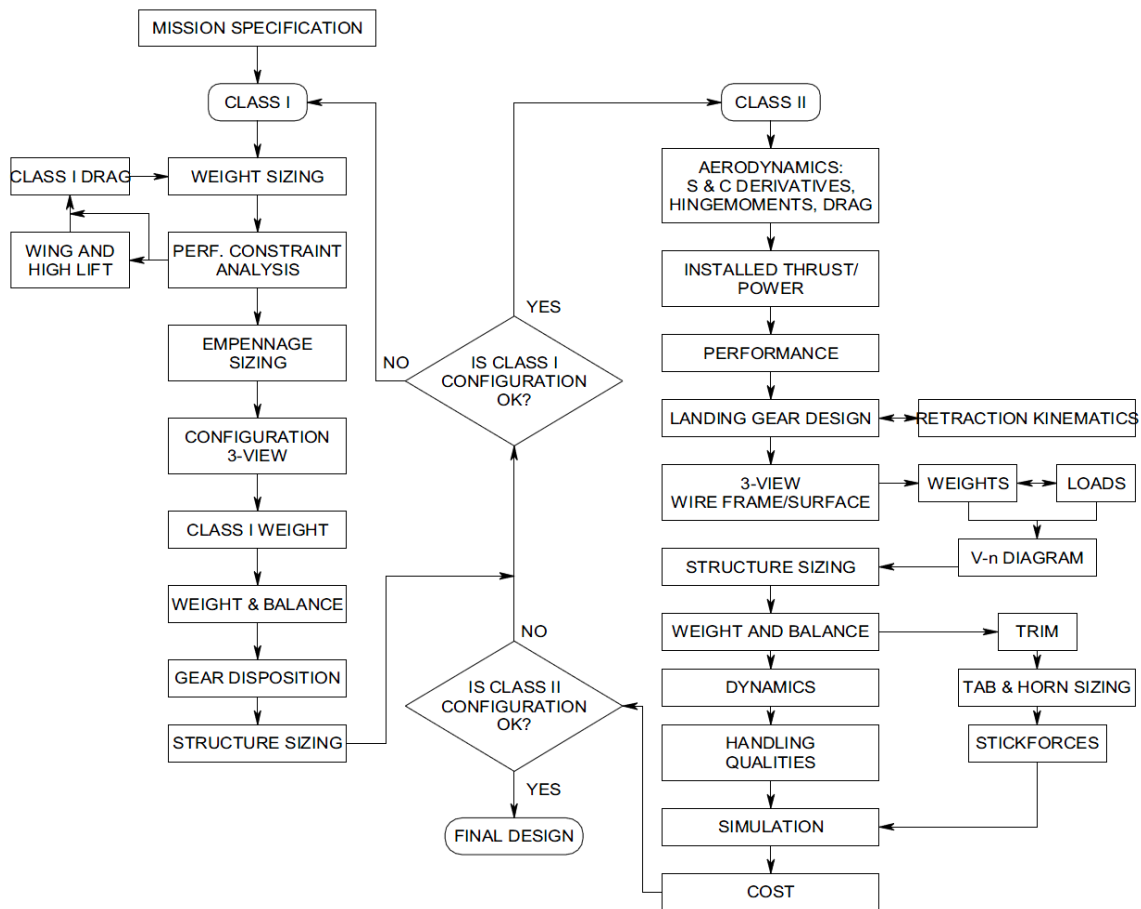 MISSION SPECIFICATION
CLASS I
CLASS I DRAG
WEIGHT SIZING
WING AND
HIGH LIFT
PERF. CONSTRAINT
ANALYSIS
EMPENNAGE
SIZING
CONFIGURATION
3-VIEW
CLASS I WEIGHT
WEIGHT & BALANCE
GEAR DISPOSITION
STRUCTURE SIZING
YES
NO
IS CLASS I
CONFIGURATION
OK?
NO
IS CLASS II
CONFIGURATION
OK?
YES
FINAL DESIGN
CLASS II
AERODYNAMICS:
S & C DERIVATIVES,
HINGEMOMENTS, DRAG
INSTALLED THRUST/
POWER
PERFORMANCE
LANDING GEAR DESIGN
RETRACTION KINEMATICS
3-VIEW
WIRE FRAME/SURFACE
WEIGHTS
LOADS
V-n DIAGRAM
STRUCTURE SIZING
WEIGHT AND BALANCE
TRIM
DYNAMICS
TAB & HORN SIZING
HANDLING
QUALITIES
STICKFORCES
SIMULATION
COST